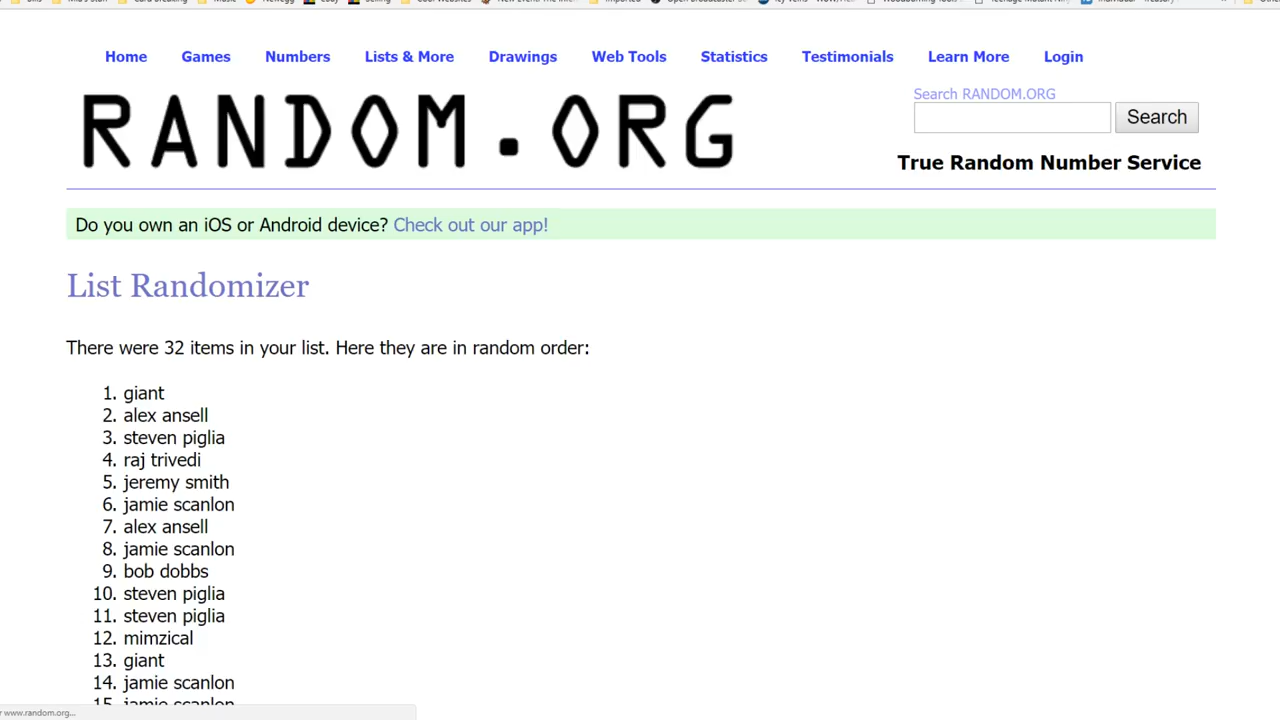 Home Games Numbers Lists & More Drawings Web Tools Statistics Testimonials Learn More Login
RANDOM.ORG
Search RANDOM.ORG
Search
True Random Number Service
Do you own an iOS or Android device? Check out our app!
List Randomizer
There were 32 items in your list. Here they are in random order:
1. giant
2. alex ansell
3. steven piglia
4. raj trivedi
5. jeremy smith
6. jamie scanlon
7. alex ansell
8. jamie scanlon
9. bob dobbs
10. steven piglia
11. steven piglia
12. mimzical
13. giant
14. jamie scanlon
15. jamie scanlon
www.random.org...